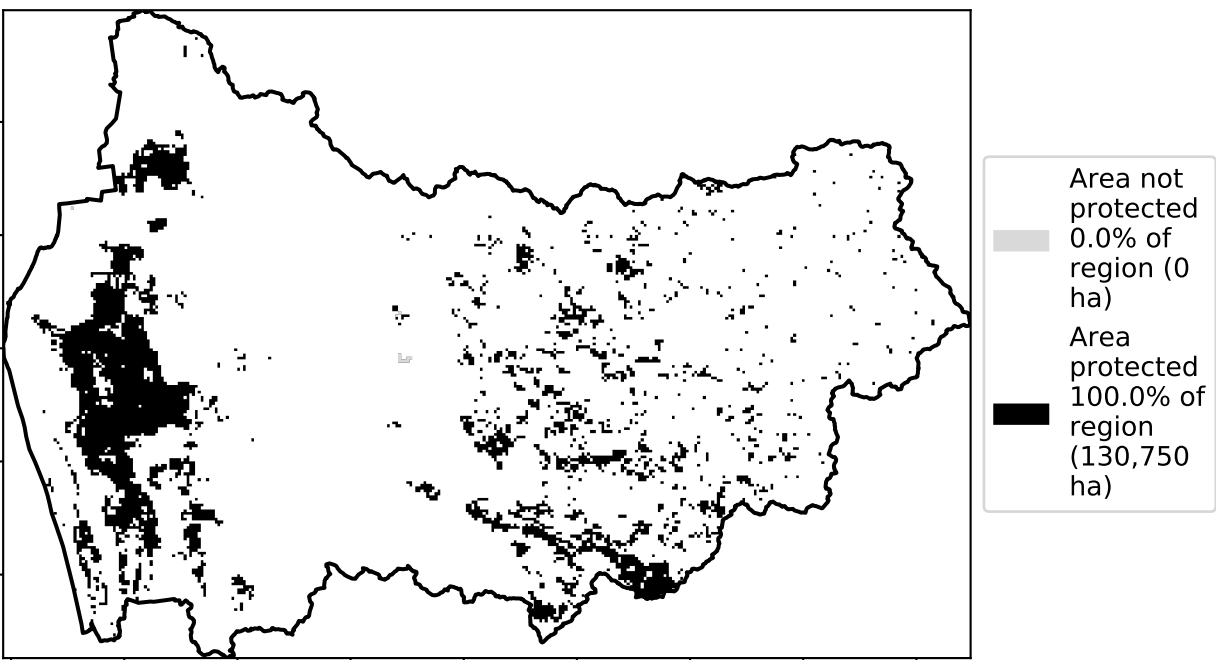 Area not
protected
0.0% of
region (0
ha)
Area
protected
100.0% of
region
(130,750
ha)